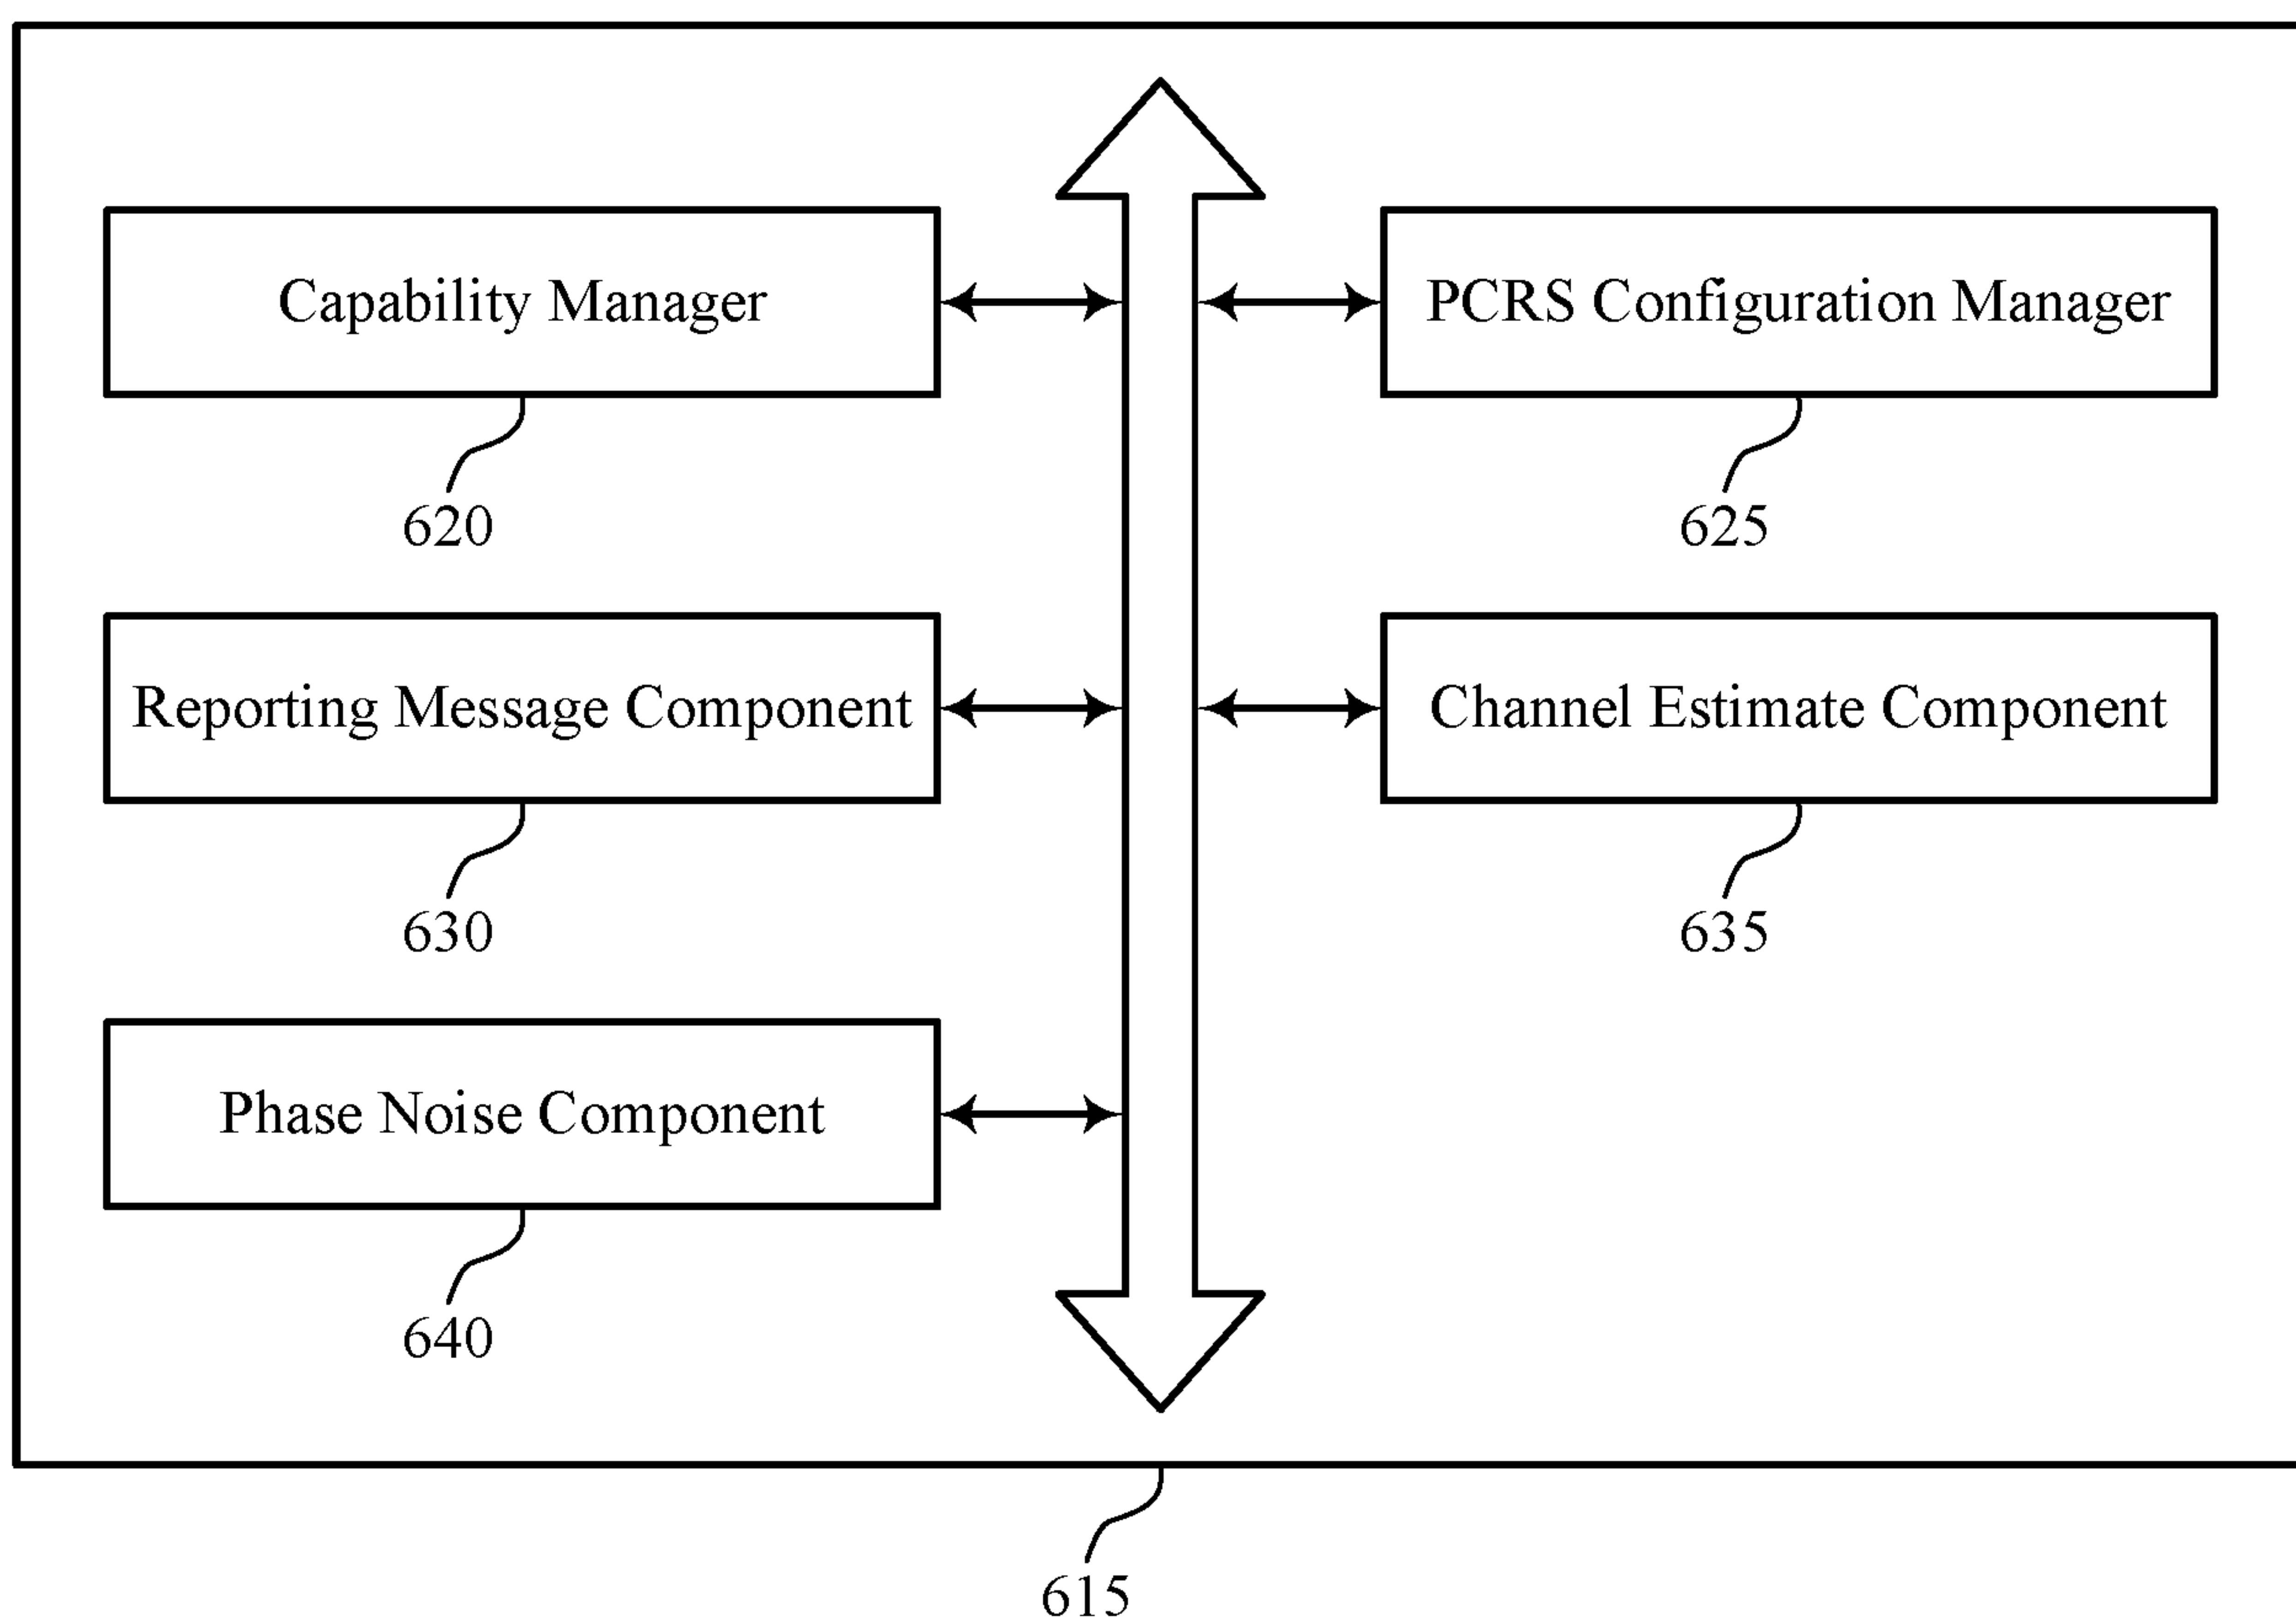 Capability Manager
PCRS Configuration Manager
620
625
Reporting Message Component
Channel Estimate Component
630
635
Phase Noise Component
640
615